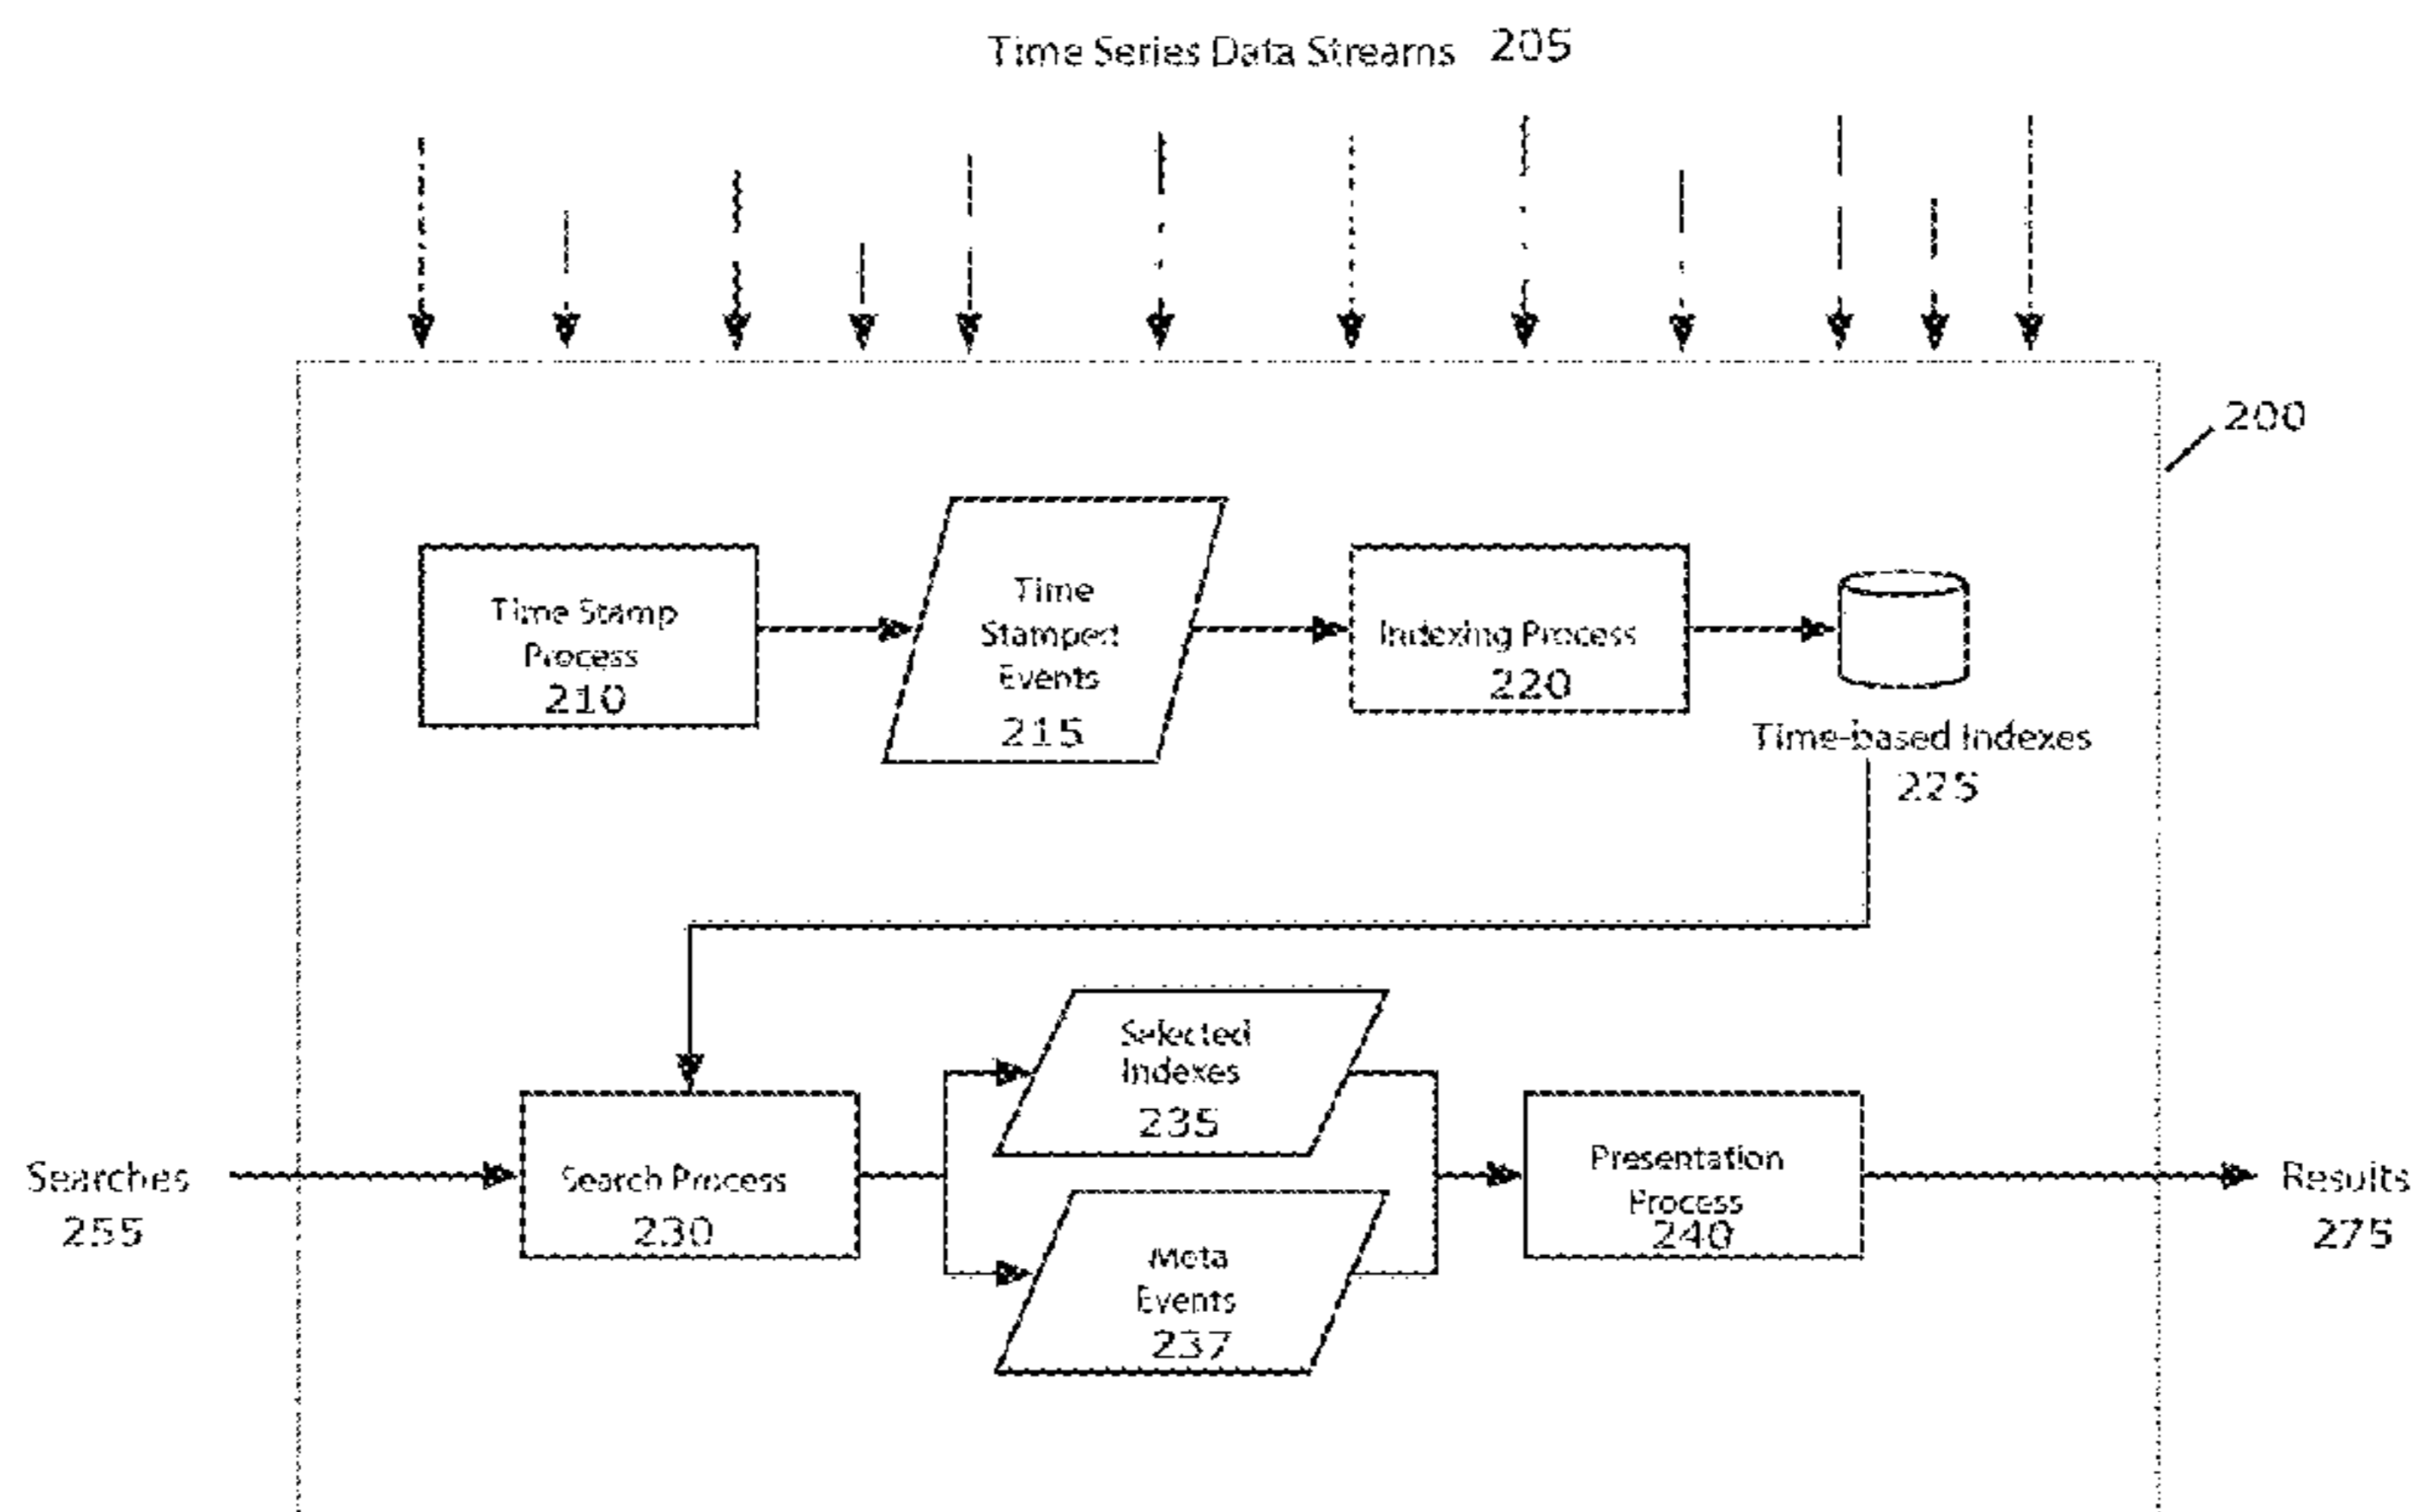 Time Series Data Streams 205
200
Time Stamp
Process
210
Time
Stamped
Events
215
Indexing Process
220
Time-based Indexes
225
Selected
Indexes
235
Searches
255
Search Process
230
Meta
Events
237
Presentation
Process
240
Results
275